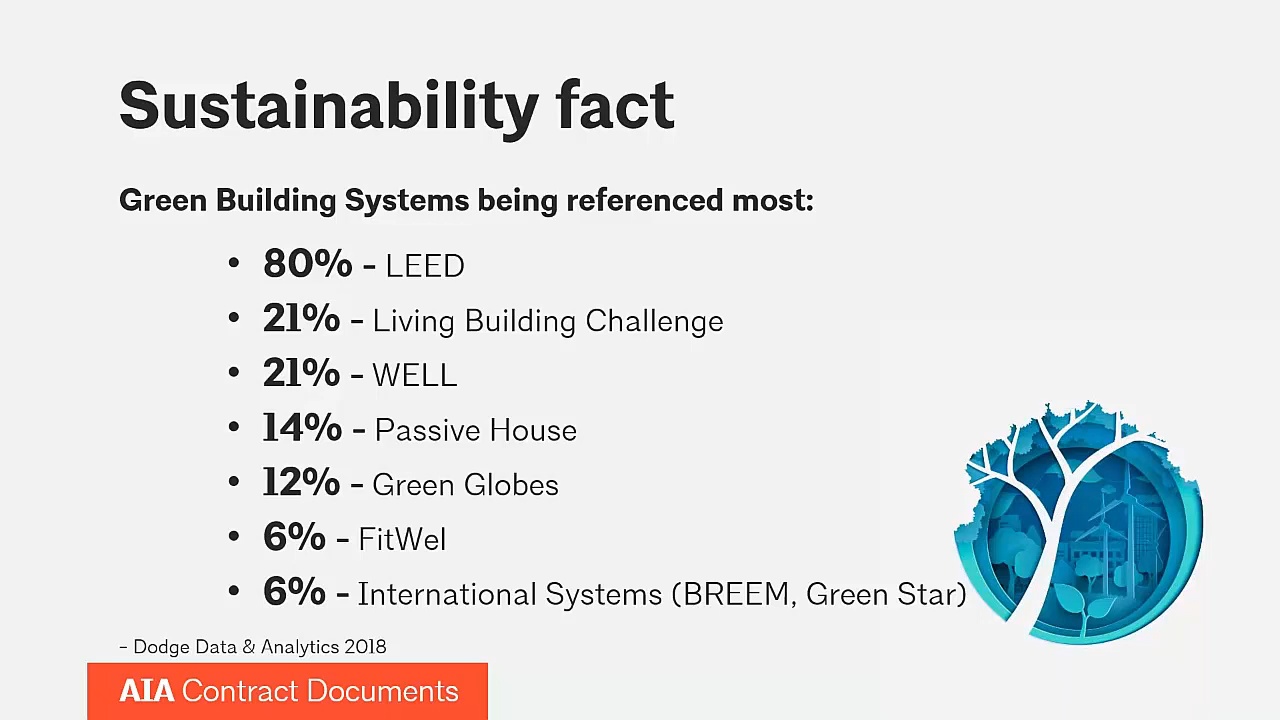 Sustainability fact
Green Building Systems being referenced most:
• 80% - LEED
• 21% - Living Building Challenge
• 21% - WELL
• 14% - Passive House
• 12% - Green Globes
• 6% - FitWel
• 6% - International Systems (BREEM, Green Star)
– Dodge Data & Analytics 2018
AIA Contract Documents